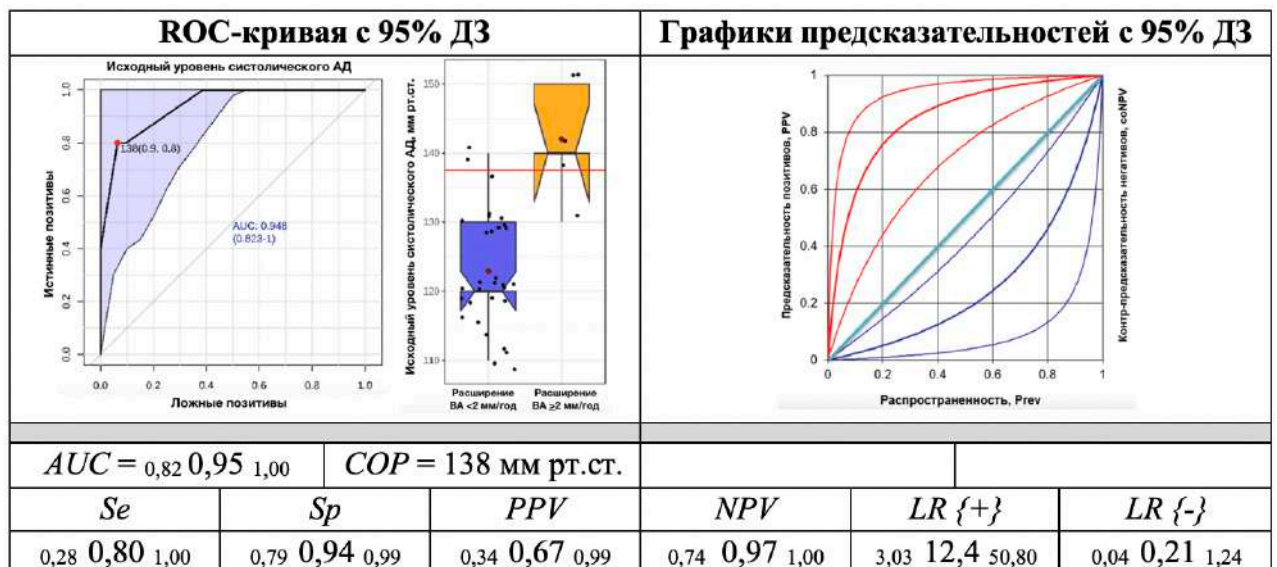 ROC-кривая с 95% ДЗ
Графики предсказательностей с 95% ДЗ
Исходный уровень систолического АД
Истинные позитивы
1.0
0.8
0.6
0.4
0.2
0.0
138(0.9, 0.8)
AUC: 0.948
(0.823-1)
0.0 0.2 0.4 0.6 0.8 1.0
Ложные позитивы
Исходный уровень систолического АД, мм рт.ст.
150
140
130
120
110
Расширение
ВА <2 мм/год
Расширение
ВА ≥2 мм/год
Предсказательность позитивов, PPV
1
0.8
0.6
0.4
0.2
0
0 0.2 0.4 0.6 0.8 1
Распространенность, Prev
Контр-предсказательность негативов, coNPV
AUC = 0,82 0,95 1,00
COP = 138 мм рт.ст.
Se Sp PPV NPV LR {+} LR {-}
0,28 0,80 1,00 0,79 0,94 0,99 0,34 0,67 0,99 0,74 0,97 1,00 3,03 12,4 50,80 0,04 0,21 1,24